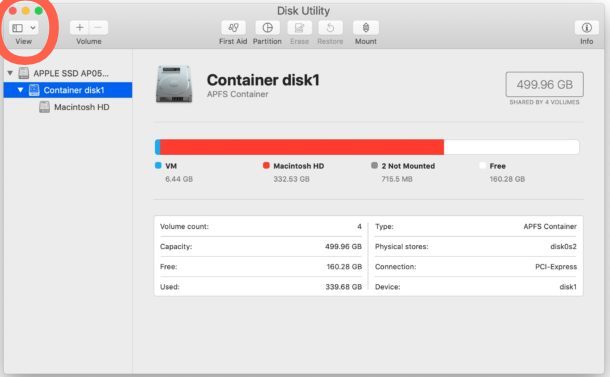 Disk Utility
View
Volume
First Aid
Partition
Erase
Restore
Mount
Info
APPLE SSD AP05...
Container disk1
Macintosh HD
Container disk1
APFS Container
499.96 GB
SHARED BY 4 VOLUMES
VM
6.44 GB
Macintosh HD
332.53 GB
2 Not Mounted
715.5 MB
Free
160.28 GB
Volume count: 4
Capacity: 499.96 GB
Free: 160.28 GB
Used: 339.68 GB
Type: APFS Container
Physical stores: disk0s2
Connection: PCI-Express
Device: disk1